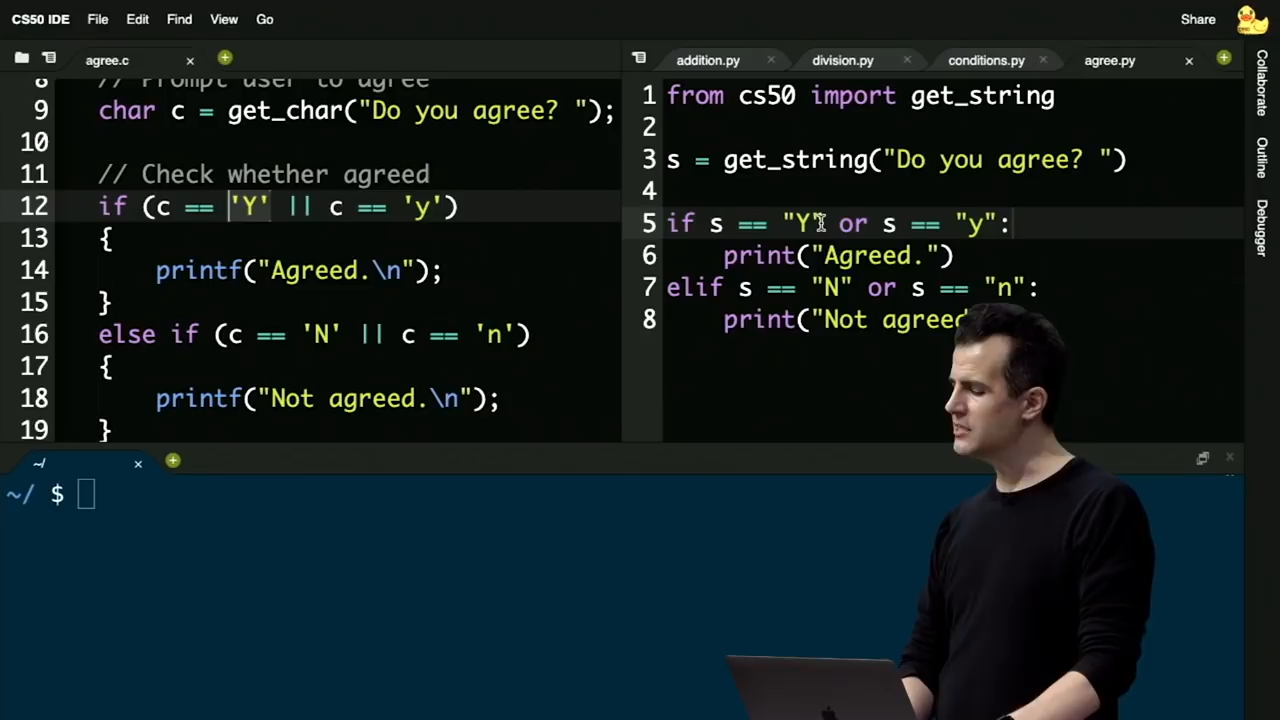 CS50 IDE File Edit Find View Go Share
agree.c
addition.py division.py conditions.py agree.py
8 // Prompt user to agree
9 char c = get_char("Do you agree? ");
10
11 // Check whether agreed
12 if (c == 'Y' || c == 'y')
13 {
14 printf("Agreed.\n");
15 }
16 else if (c == 'N' || c == 'n')
17 {
18 printf("Not agreed.\n");
19 }
1 from cs50 import get_string
2
3 s = get_string("Do you agree? ")
4
5 if s == "Y" or s == "y":
6 print("Agreed.")
7 elif s == "N" or s == "n":
8 print("Not agreed
Collaborate
Outline
Debugger
~/
~/ $